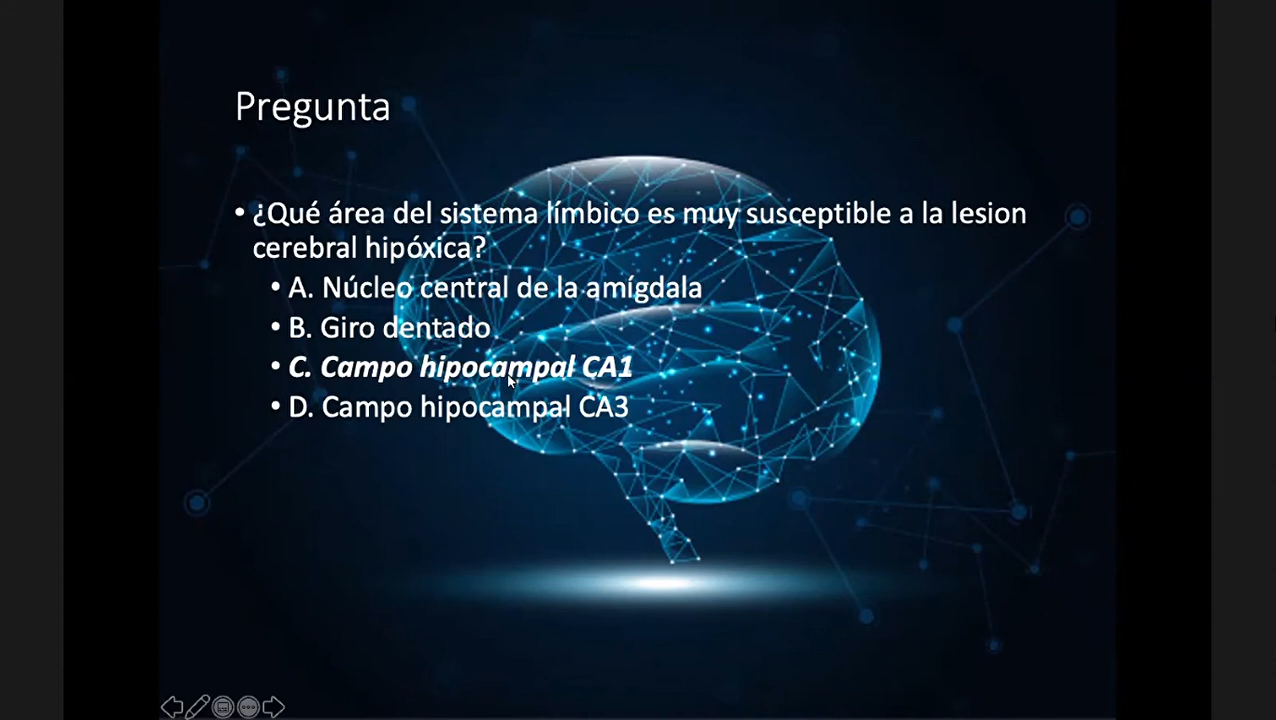 Pregunta
• ¿Qué área del sistema límbico es muy susceptible a la lesion
cerebral hipóxica?
• A. Núcleo central de la amígdala
• B. Giro dentado
• C. Campo hipocampal CA1
• D. Campo hipocampal CA3